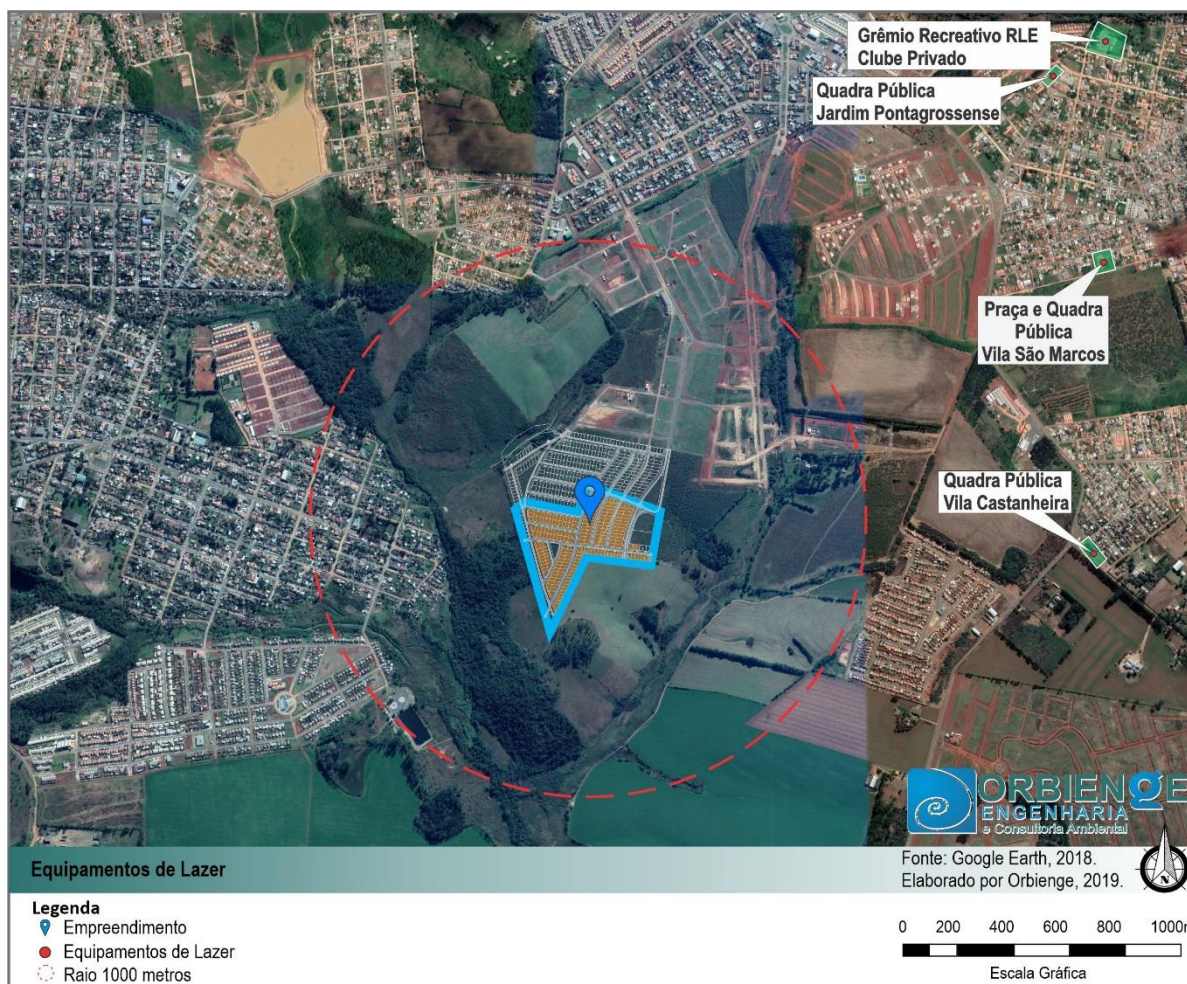 Grêmio Recreativo RLE
Clube Privado
Quadra Pública
Jardim Pontagrossense
Praça e Quadra
Pública
Vila São Marcos
Quadra Pública
Vila Castanheira
ORBIENGE
ENGENHARIA
e Consultoria Ambiental
Equipamentos de Lazer
Fonte: Google Earth, 2018.
Elaborado por Orbienge, 2019.
N
Legenda
Empreendimento
Equipamentos de Lazer
Raio 1000 metros
0 200 400 600 800 1000m
Escala Gráfica